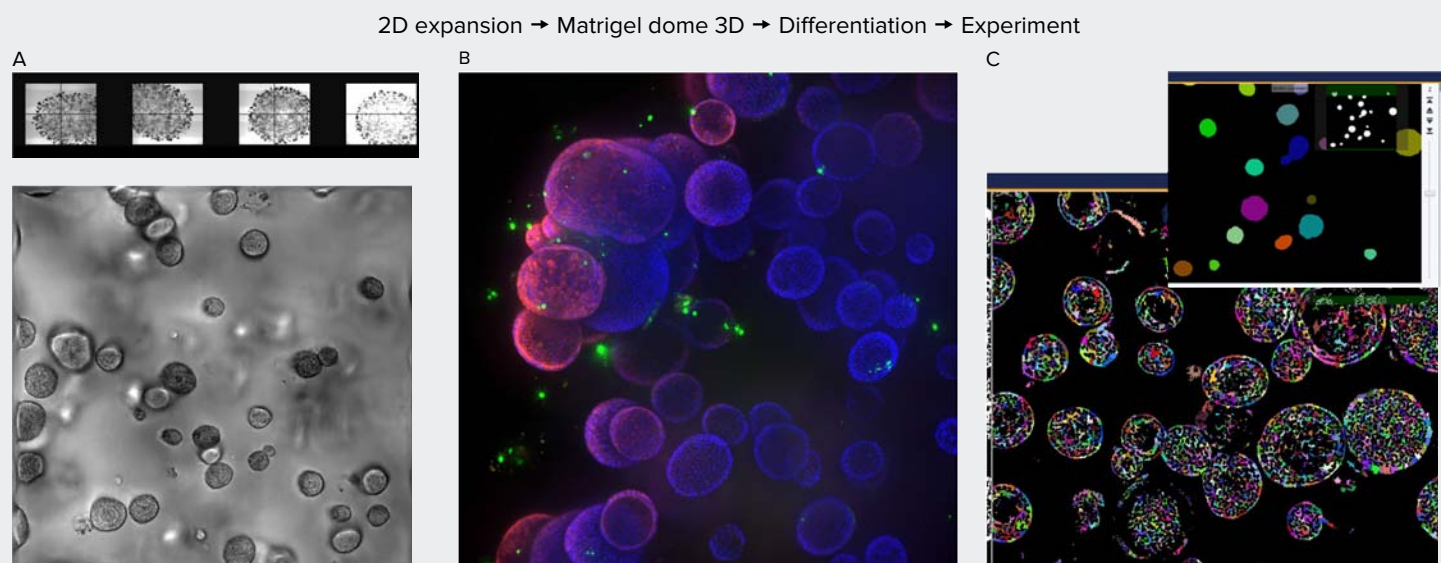 2D expansion → Matrigel dome 3D → Differentiation → Experiment
A
B
C